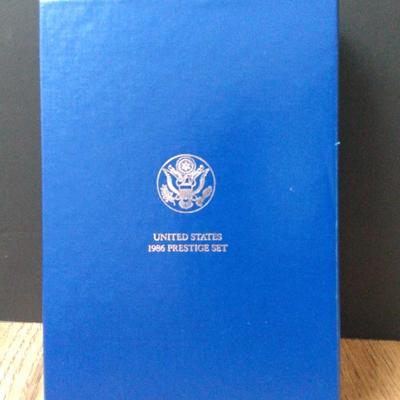 UNITED STATES
1986 PRESTIGE SET